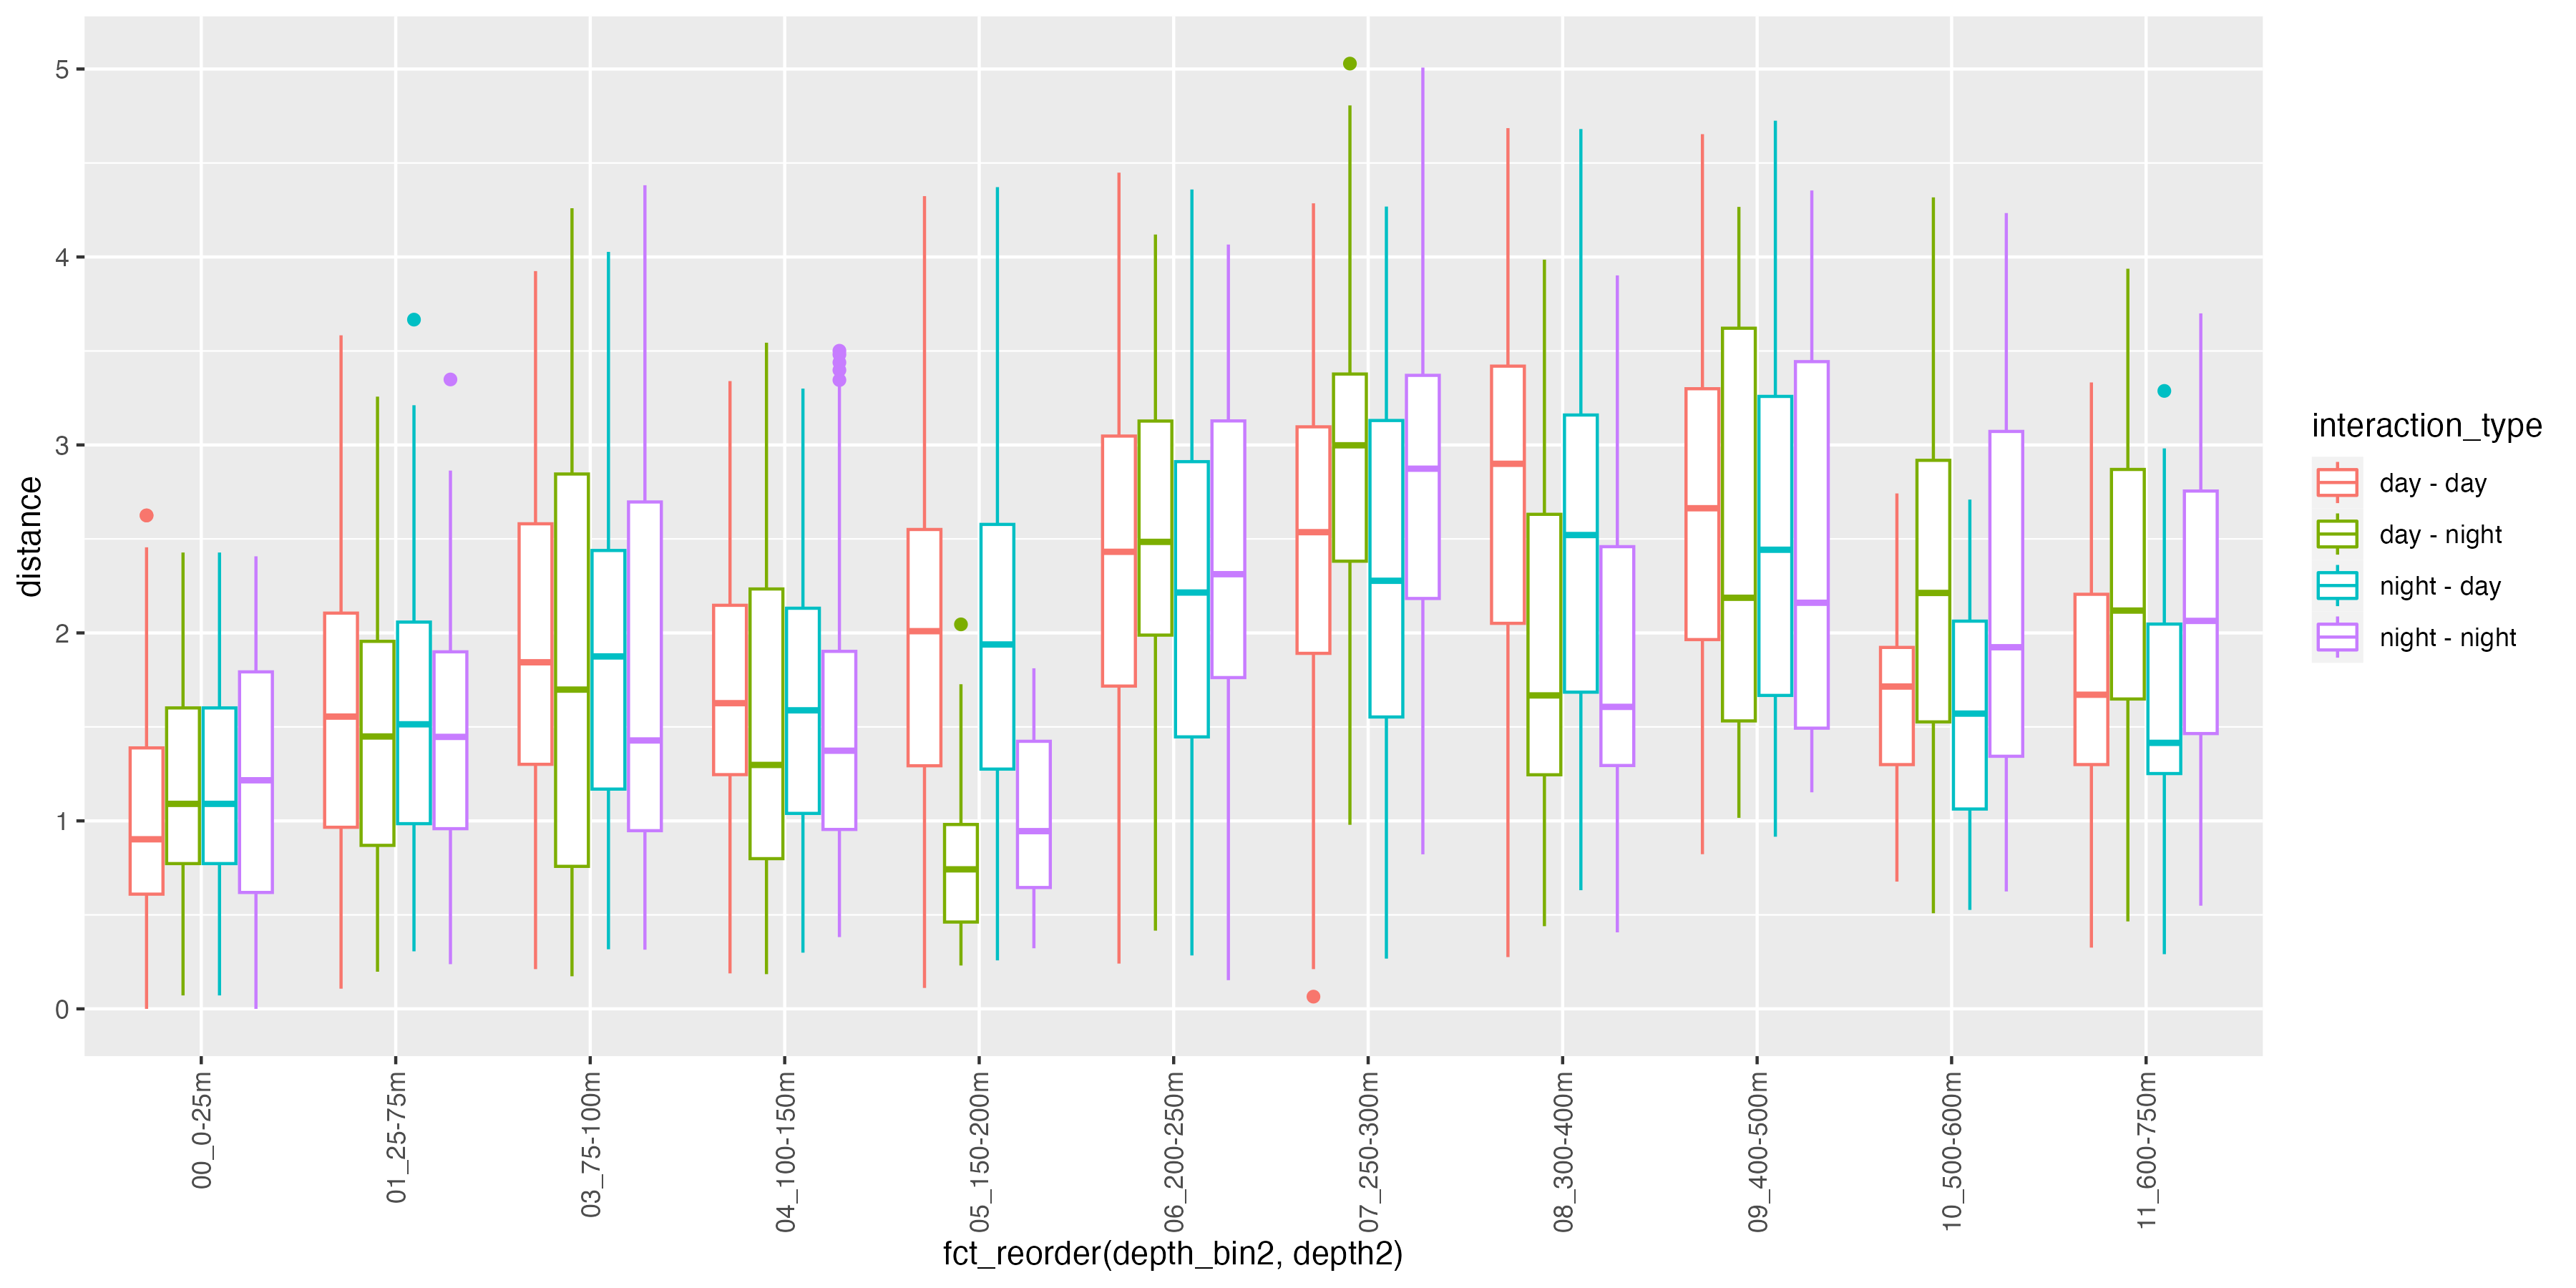 5
4
3
2
1
0
distance
00_0-25m
01_25-75m
03_75-100m
04_100-150m
05_150-200m
06_200-250m
07_250-300m
08_300-400m
09_400-500m
10_500-600m
11_600-750m
fct_reorder(depth_bin2, depth2)
interaction_type
day - day
day - night
night - day
night - night